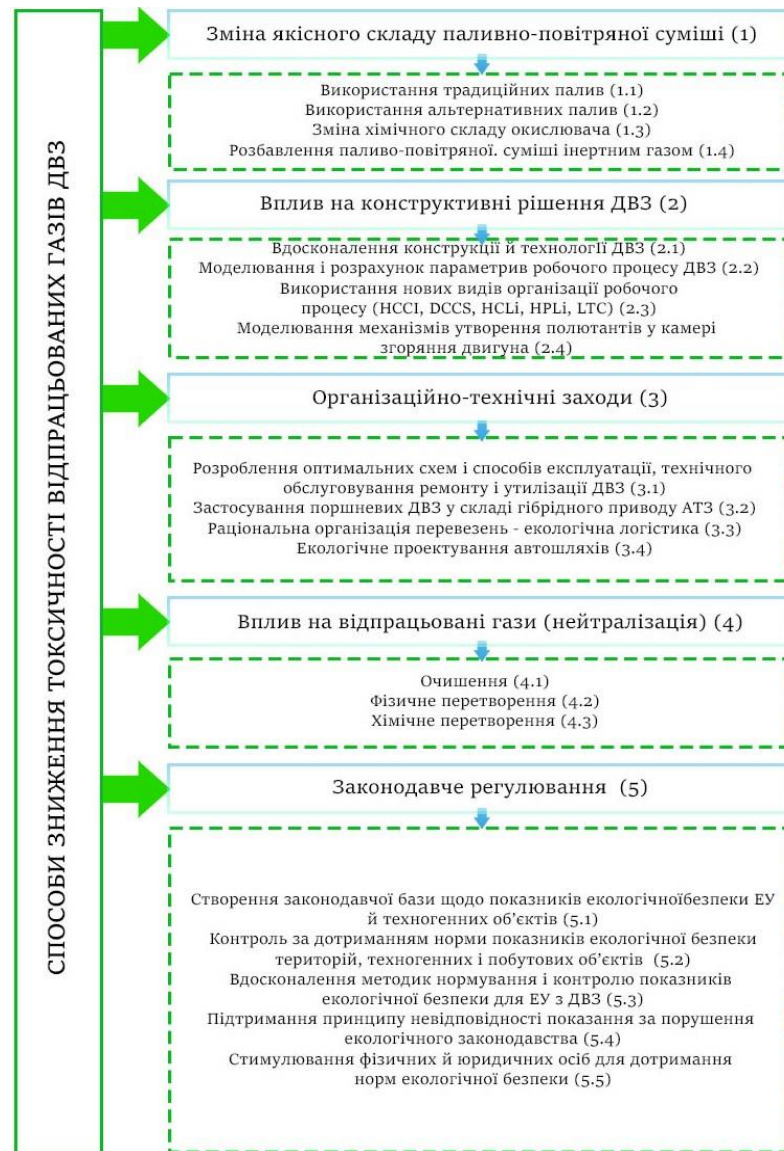 СПОСОБИ ЗНИЖЕННЯ ТОКСИЧНОСТІ ВІДПРАЦЬОВАНИХ ГАЗІВ ДВЗ
Зміна якісного складу паливно-повітряної суміші (1)
Використання традиційних палив (1.1)
Використання альтернативних палив (1.2)
Зміна хімічного складу окислювача (1.3)
Розбавлення паливо-повітряної. суміші інертним газом (1.4)
Вплив на конструктивні рішення ДВЗ (2)
Вдосконалення конструкції й технології ДВЗ (2.1)
Моделювання і розрахунок параметрив робочого процесу ДВЗ (2.2)
Використання нових видів організації робочого
процесу (HCCI, DCCS, HCLi, HPLi, LTC) (2.3)
Моделювання механізмів утворення полютантів у камері
згоряння двигуна (2.4)
Організаційно-технічні заходи (3)
Розроблення оптимальних схем і способів експлуатації, технічного
обслуговування ремонту і утилізації ДВЗ (3.1)
Застосування поршневих ДВЗ у складі гібрідного приводу АТЗ (3.2)
Раціональна організація перевезень - екологічна логістика (3.3)
Екологічне проектування автошляхів (3.4)
Вплив на відпрацьовані гази (нейтралізація) (4)
Очишення (4.1)
Фізичне перетворення (4.2)
Хімічне перетворення (4.3)
Законодавче регулювання (5)
Створення законодавчої бази щодо показників екологічноїбезпеки ЕУ
й техногенних об'єктів (5.1)
Контроль за дотриманням норми показників екологічної безпеки
територій, техногенних і побутових об'єктів (5.2)
Вдосконалення методик нормування і контролю показників
екологічної безпеки для ЕУ з ДВЗ (5.3)
Підтримання принципу невідповідності показання за порушення
екологічного законодавства (5.4)
Стимулювання фізичних й юридичних осіб для дотримання
норм екологічної безпеки (5.5)